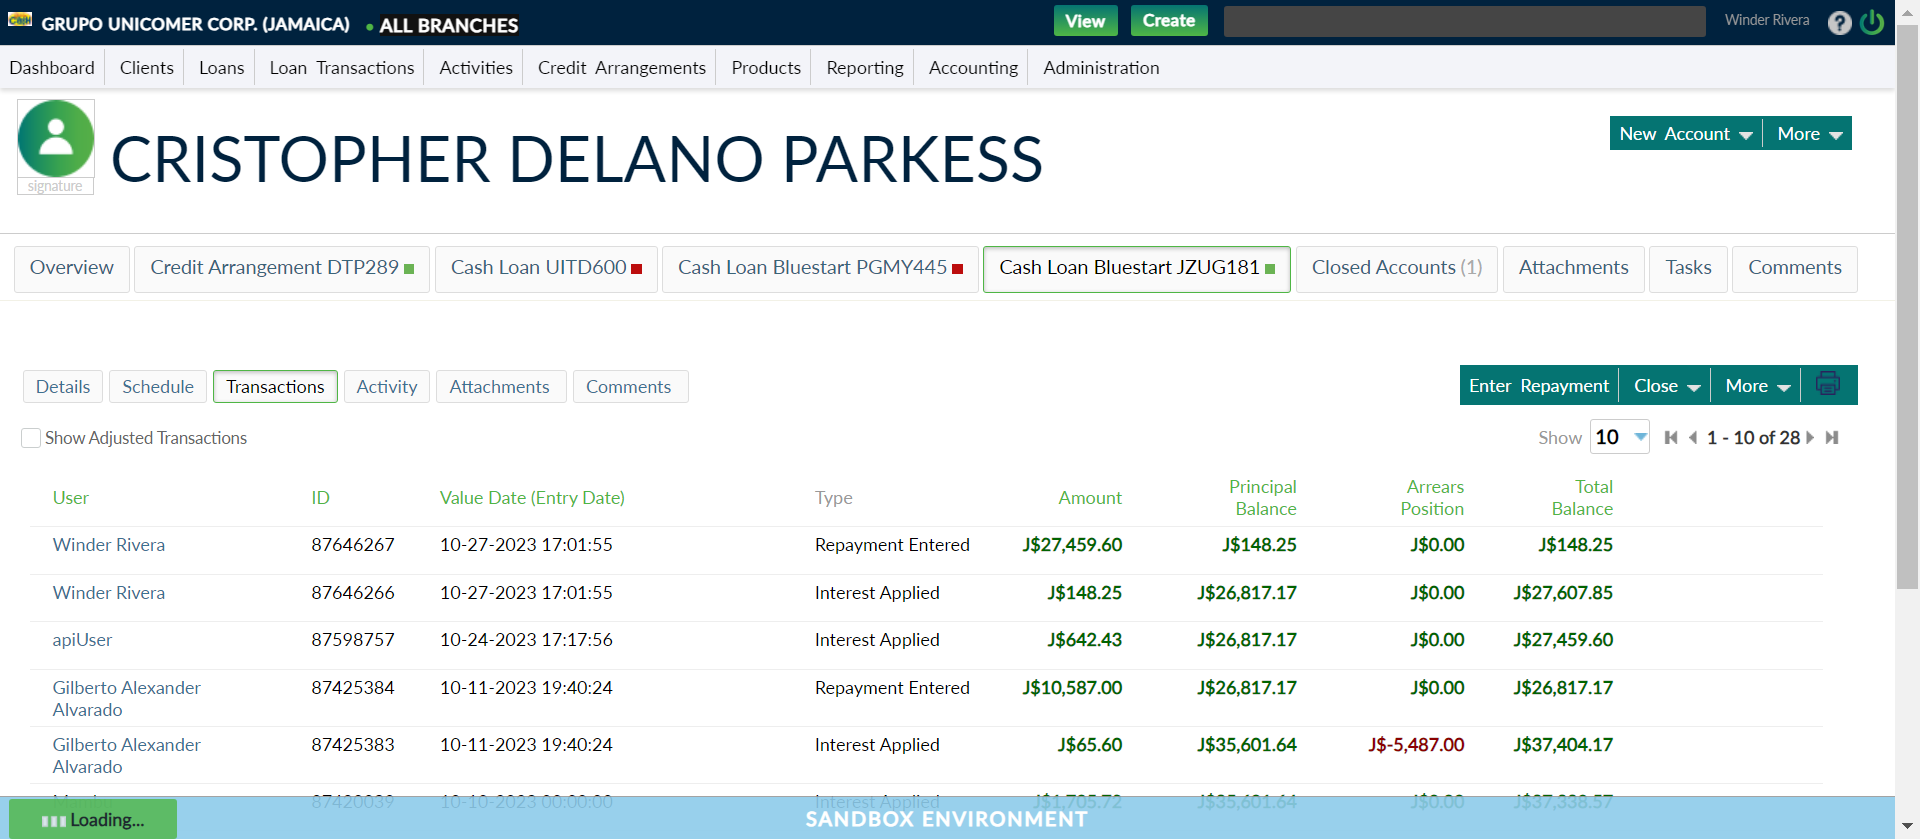 GRUPO UNICOMER CORP. (JAMAICA) ALL BRANCHES View Create Winder Rivera ?
Dashboard Clients Loans Loan Transactions Activities Credit Arrangements Products Reporting Accounting Administration
signature
CRISTOPHER DELANO PARKESS
New Account More
Overview Credit Arrangement DTP289 Cash Loan UITD600 Cash Loan Bluestart PGMY445 Cash Loan Bluestart JZUG181 Closed Accounts (1) Attachments Tasks Comments
Details Schedule Transactions Activity Attachments Comments Enter Repayment Close More
Show Adjusted Transactions Show 10 1 - 10 of 28
User ID Value Date (Entry Date) Type Amount Principal Balance Arrears Position Total Balance
Winder Rivera 87646267 10-27-2023 17:01:55 Repayment Entered J$27,459.60 J$148.25 J$0.00 J$148.25
Winder Rivera 87646266 10-27-2023 17:01:55 Interest Applied J$148.25 J$26,817.17 J$0.00 J$27,607.85
apiUser 87598757 10-24-2023 17:17:56 Interest Applied J$642.43 J$26,817.17 J$0.00 J$27,459.60
Gilberto Alexander Alvarado 87425384 10-11-2023 19:40:24 Repayment Entered J$10,587.00 J$26,817.17 J$0.00 J$26,817.17
Gilberto Alexander Alvarado 87425383 10-11-2023 19:40:24 Interest Applied J$65.60 J$35,601.64 J$-5,487.00 J$37,404.17
87420039 10-10-2023 00:00:00 Interest Applied J$1,705.72 J$35,601.64 J$0.00 J$37,338.57
Loading... SANDBOX ENVIRONMENT